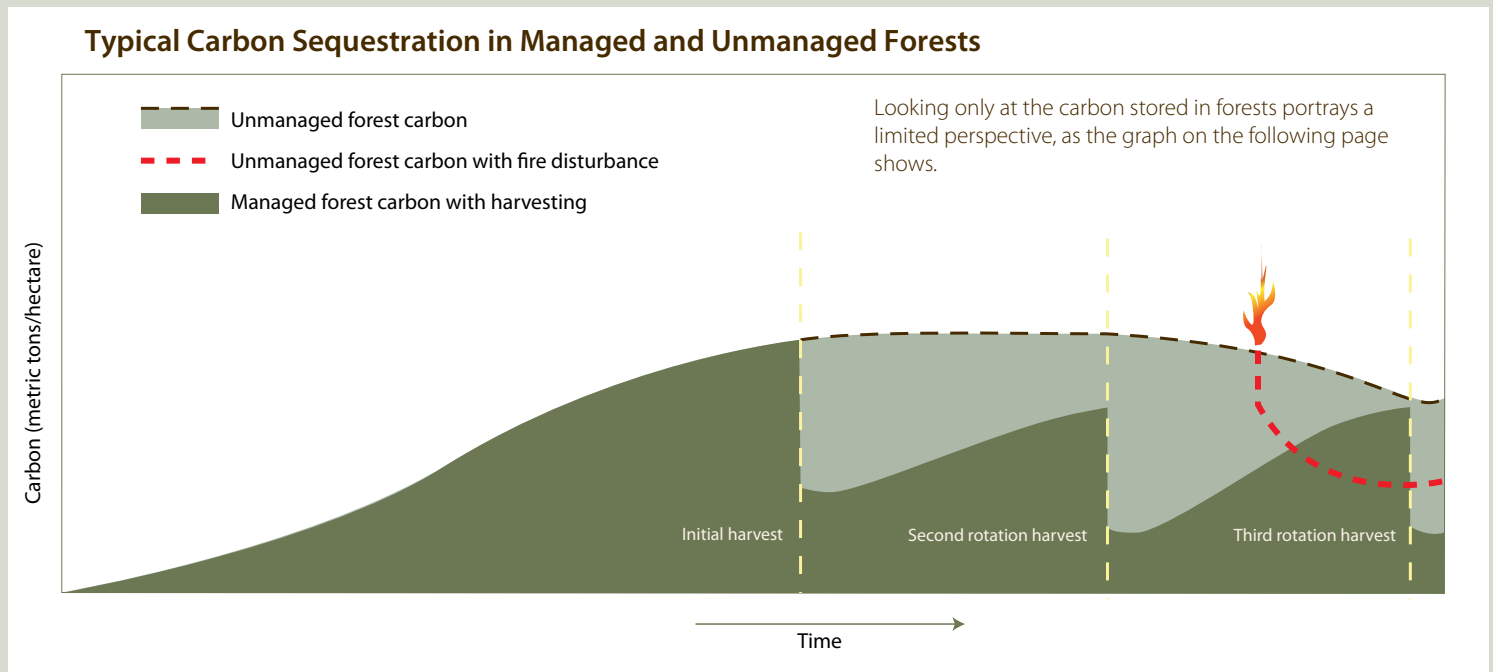 Typical Carbon Sequestration in Managed and Unmanaged Forests
Unmanaged forest carbon
Unmanaged forest carbon with fire disturbance
Managed forest carbon with harvesting
Looking only at the carbon stored in forests portrays a
limited perspective, as the graph on the following page
shows.
Carbon (metric tons/hectare)
Initial harvest
Second rotation harvest
Third rotation harvest
Time